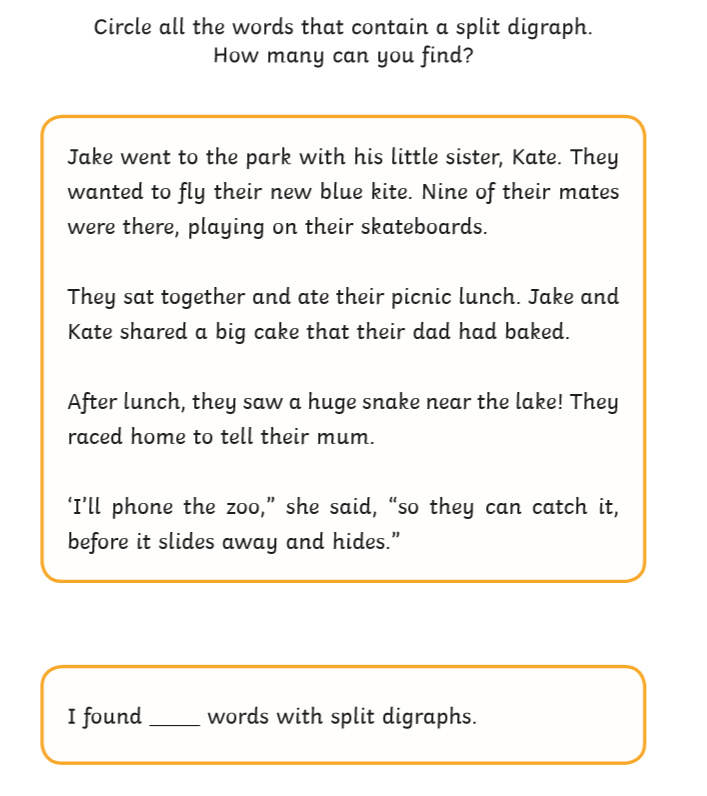 Circle all the words that contain a split digraph.
How many can you find?
Jake went to the park with his little sister, Kate. They
wanted to fly their new blue kite. Nine of their mates
were there, playing on their skateboards.
They sat together and ate their picnic lunch. Jake and
Kate shared a big cake that their dad had baked.
After lunch, they saw a huge snake near the lake! They
raced home to tell their mum.
‘I’ll phone the zoo,” she said, “so they can catch it,
before it slides away and hides.”
I found ____ words with split digraphs.